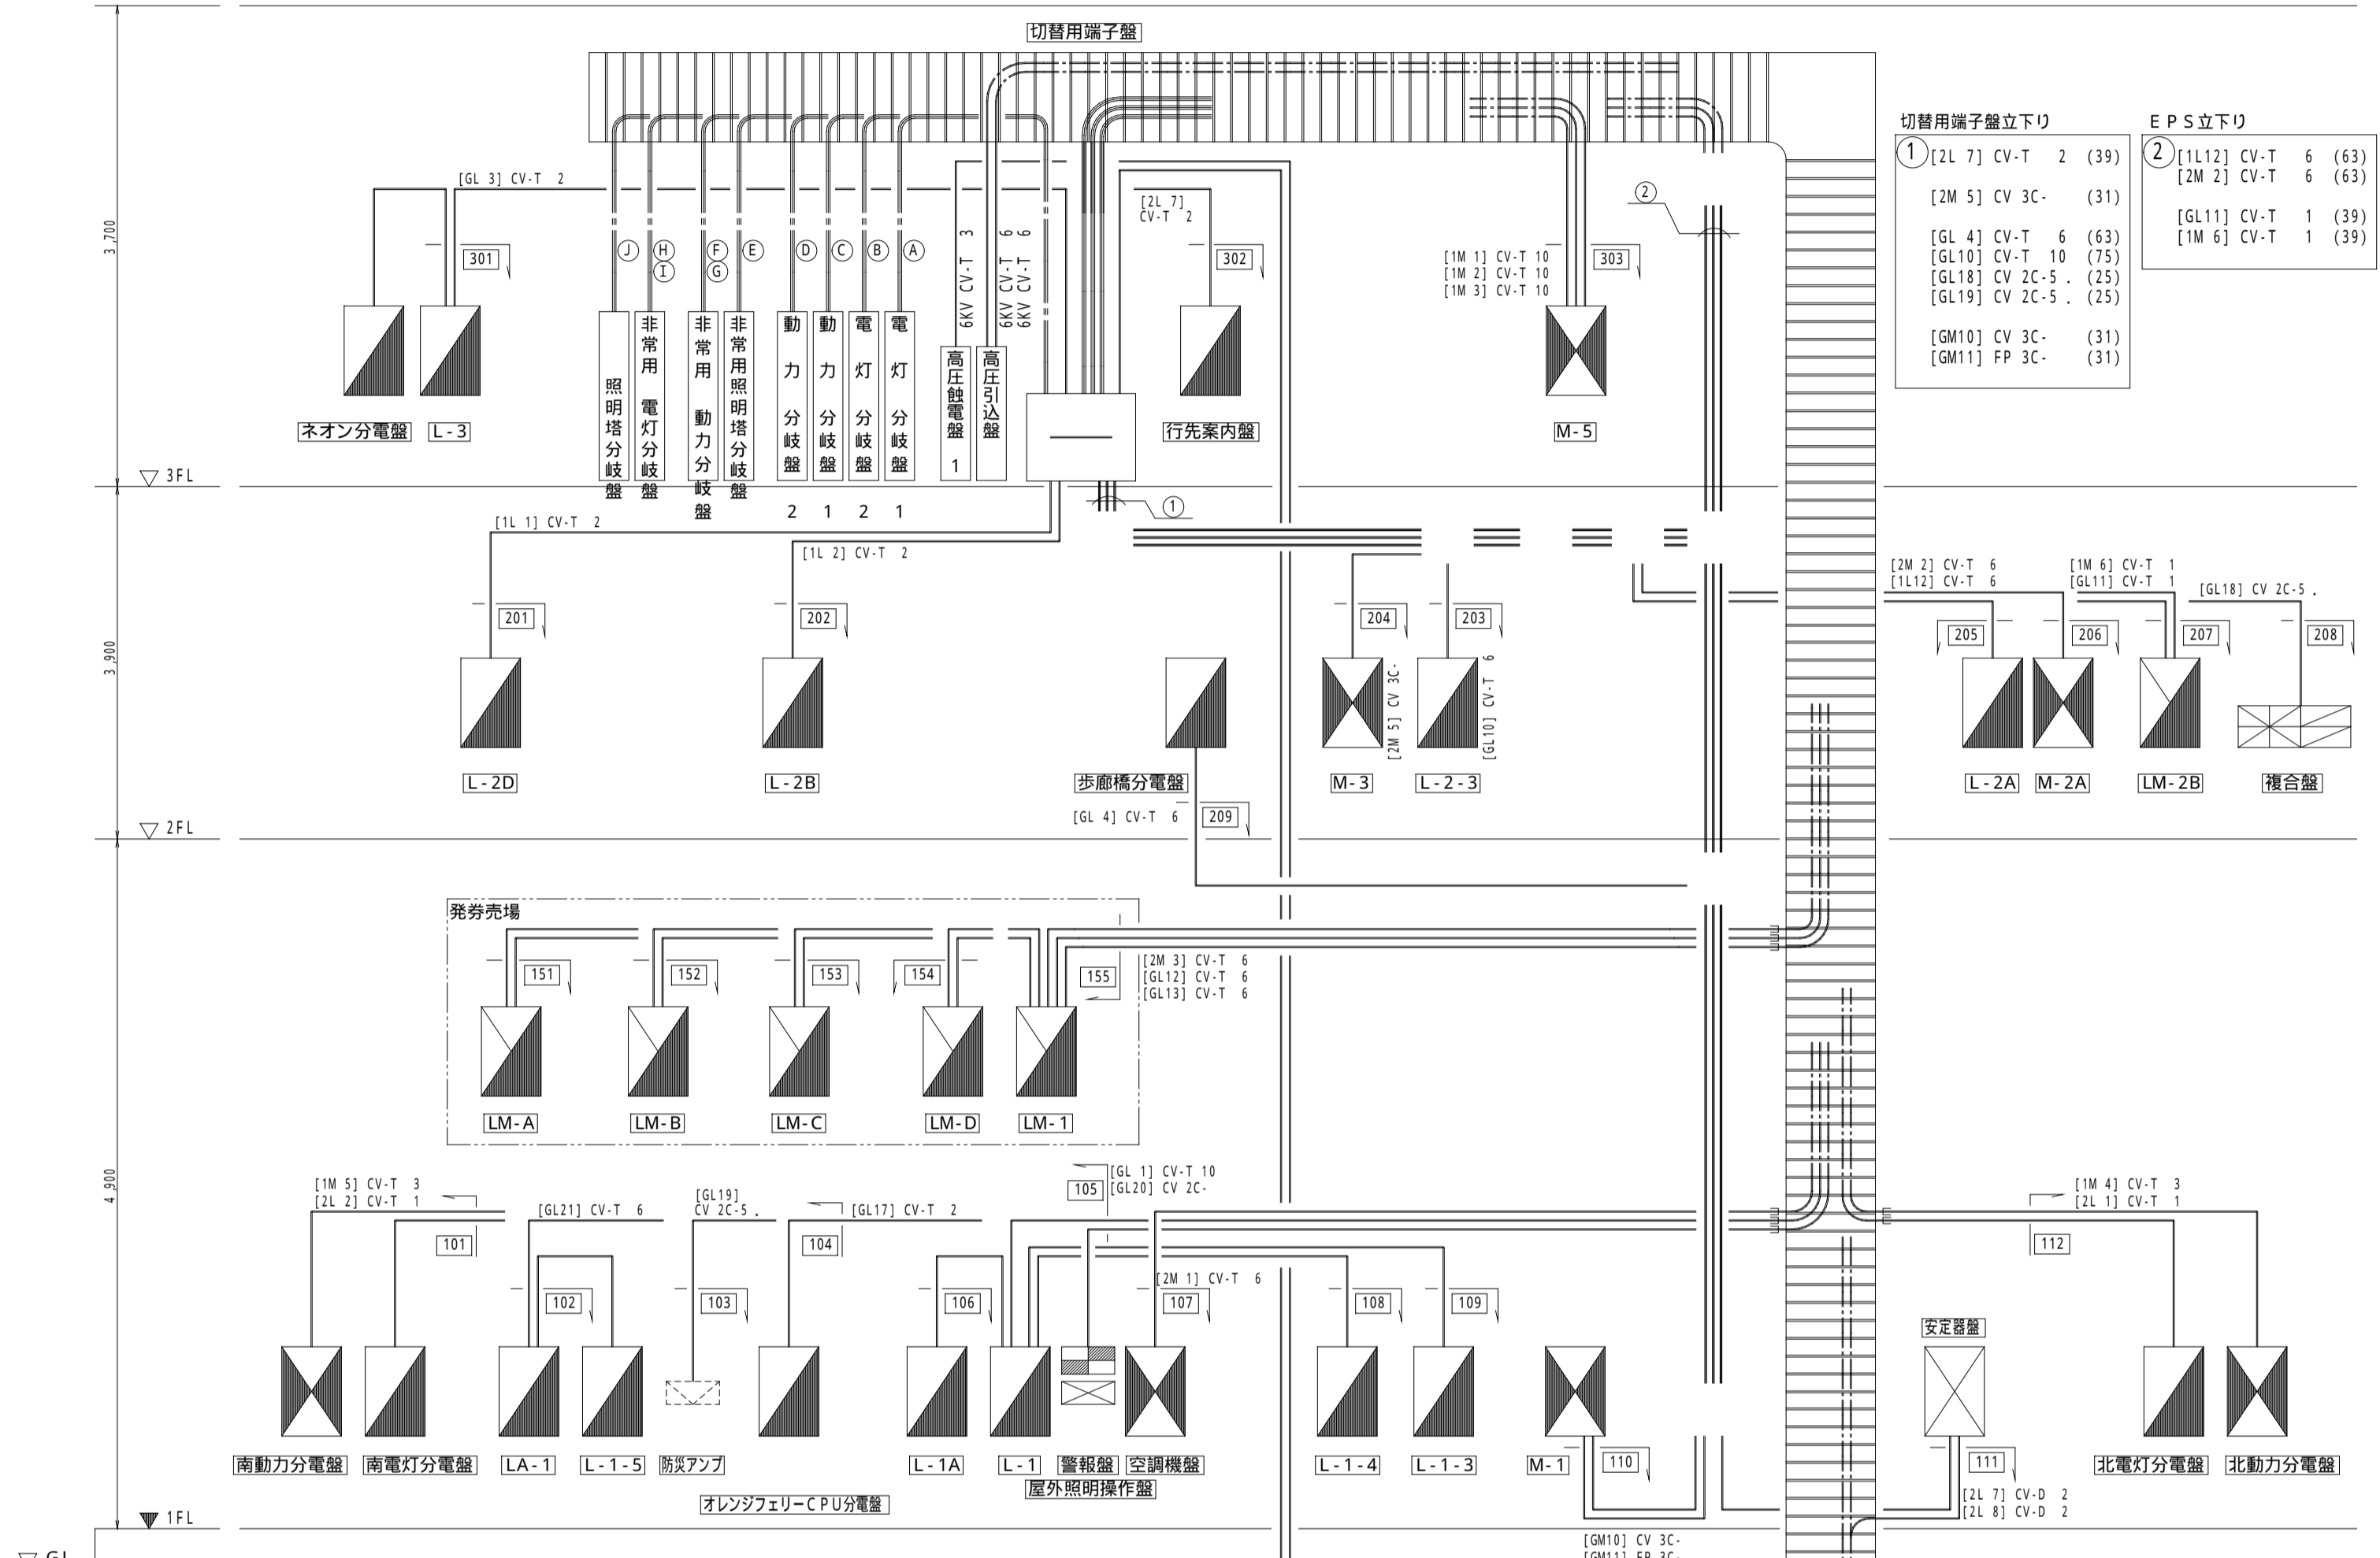 切替用端子盤
切替用端子盤立下り
①
[2L 7] CV-T 2 (39)
[2M 5] CV 3C- (31)
[GL 4] CV-T 6 (63)
[GL10] CV-T 10 (75)
[GL18] CV 2C-5 . (25)
[GL19] CV 2C-5 . (25)
[GM10] CV 3C- (31)
[GM11] FP 3C- (31)
ＥＰＳ立下り
②
[1L12] CV-T 6 (63)
[2M 2] CV-T 6 (63)
[GL11] CV-T 1 (39)
[1M 6] CV-T 1 (39)
3,700
[GL 3] CV-T 2
301
Ⓙ
Ⓗ
Ⓘ
Ⓕ
Ⓖ
Ⓔ
Ⓓ
Ⓒ
Ⓑ
Ⓐ
6KV CV-T 3
6KV CV-T 6
6KV CV-T 6
[2L 7]
CV-T 2
302
[1M 1] CV-T 10
[1M 2] CV-T 10
[1M 3] CV-T 10
303
②
照明塔分岐盤
非常用 電灯分岐盤
非常用 動力分岐盤
非常用照明塔分岐盤
動力分岐盤 2
動力分岐盤 1
電灯分岐盤 2
電灯分岐盤 1
高圧蝕電盤 1
高圧引込盤
ネオン分電盤
L-3
行先案内盤
M-5
3FL
①
[1L 1] CV-T 2
[1L 2] CV-T 2
3,900
201
202
204
203
[2M 5] CV 3C-
[GL10] CV-T 6
[2M 2] CV-T 6
[1L12] CV-T 6
[1M 6] CV-T 1
[GL11] CV-T 1
[GL18] CV 2C-5 .
205
206
207
208
L-2D
L-2B
歩廊橋分電盤
M-3
L-2-3
L-2A
M-2A
LM-2B
複合盤
[GL 4] CV-T 6
209
2FL
発券売場
151
152
153
154
155
[2M 3] CV-T 6
[GL12] CV-T 6
[GL13] CV-T 6
LM-A
LM-B
LM-C
LM-D
LM-1
4,900
[1M 5] CV-T 3
[2L 2] CV-T 1
101
[GL21] CV-T 6
102
[GL19]
CV 2C-5 .
103
[GL17] CV-T 2
104
[GL 1] CV-T 10
[GL20] CV 2C-
105
106
[2M 1] CV-T 6
107
108
109
[1M 4] CV-T 3
[2L 1] CV-T 1
112
安定器盤
南動力分電盤
南電灯分電盤
LA-1
L-1-5
防災アンプ
オレンジフェリーＣＰＵ分電盤
L-1A
L-1
警報盤
空調機盤
屋外照明操作盤
L-1-4
L-1-3
M-1
110
111
[2L 7] CV-D 2
[2L 8] CV-D 2
北電灯分電盤
北動力分電盤
1FL
[GM10] CV 3C-
[GM11] FP 3C-
GL